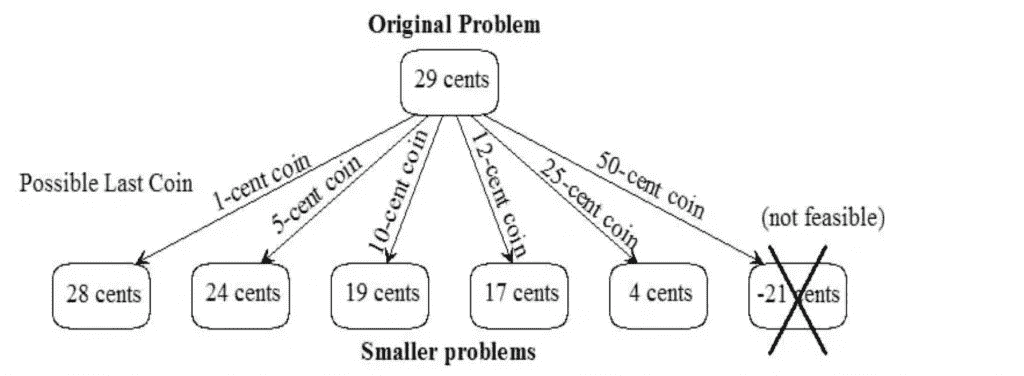 Original Problem
29 cents
Possible Last Coin
1-cent coin
5-cent coin
10-cent coin
12-cent coin
25-cent coin
50-cent coin
(not feasible)
28 cents
24 cents
19 cents
17 cents
4 cents
-21 cents
Smaller problems